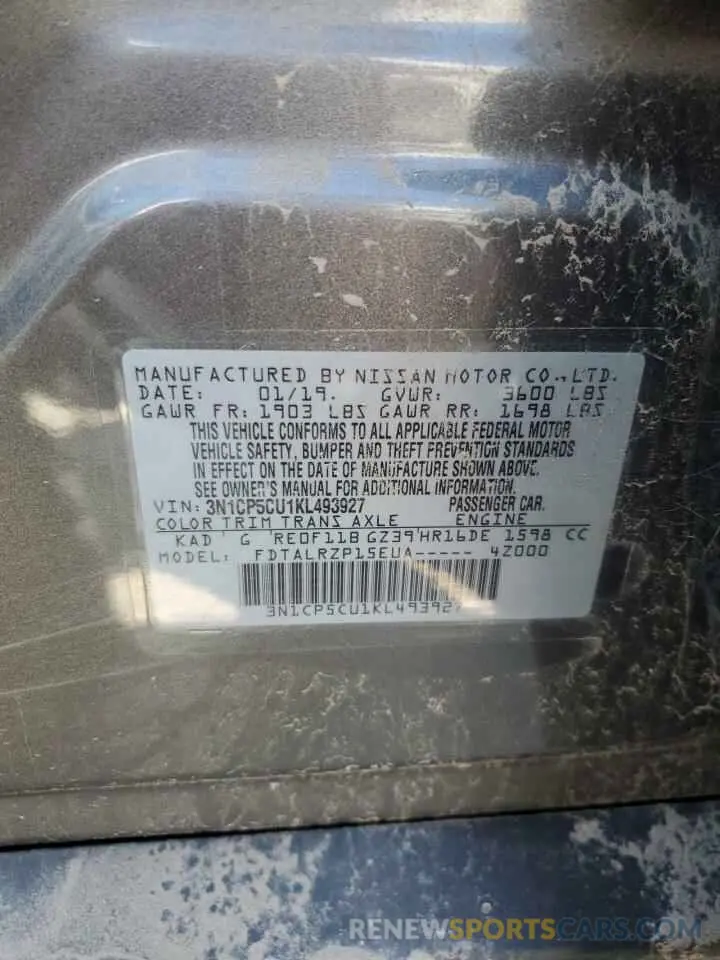 MANUFACTURED BY NISSAN MOTOR CO., LTD.
DATE: 01/19. GVWR: 3600 LBS
GAWR FR: 1903 LBS GAWR RR: 1698 LBS
THIS VEHICLE CONFORMS TO ALL APPLICABLE FEDERAL MOTOR
VEHICLE SAFETY, BUMPER AND THEFT PREVENTION STANDARDS
IN EFFECT ON THE DATE OF MANUFACTURE SHOWN ABOVE.
SEE OWNER'S MANUAL FOR ADDITIONAL INFORMATION.
VIN: 3N1CP5CU1KL493927 PASSENGER CAR.
COLOR TRIM TRANS AXLE ENGINE
KAD G RE0F11B GZ39 HR16DE 1598 CC
MODEL: FDTALRZP15EUA----- 4Z000
3N1CP5CU1KL493927
RENEWSPORTSCARS.COM